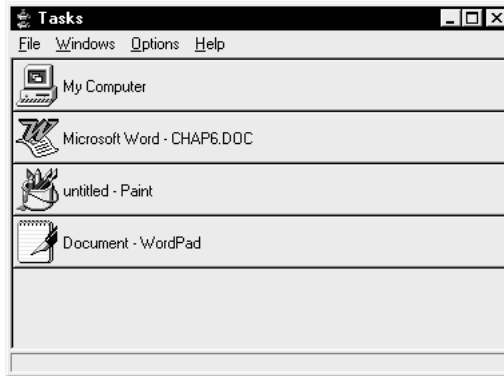 Tasks
File Windows Options Help
My Computer
Microsoft Word - CHAP6.DOC
untitled - Paint
Document - WordPad